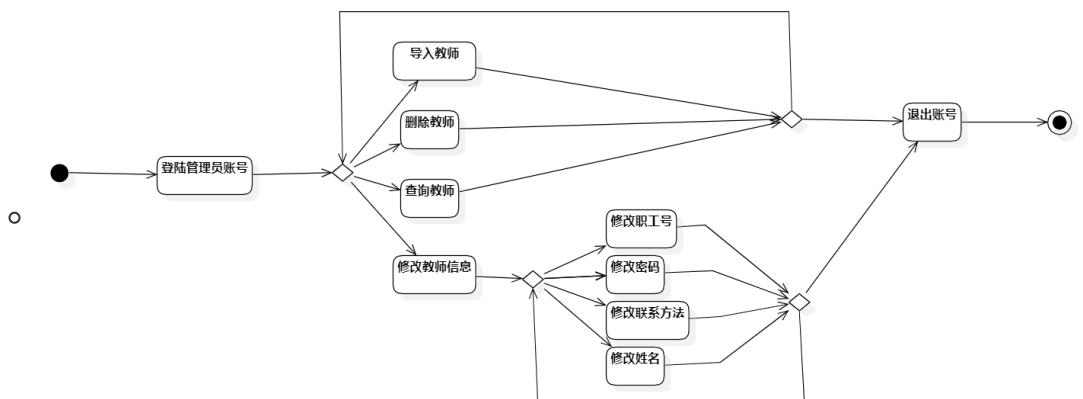 导入教师
删除教师
退出账号
登陆管理员账号
查询教师
修改职工号
修改教师信息
修改密码
修改联系方法
修改姓名